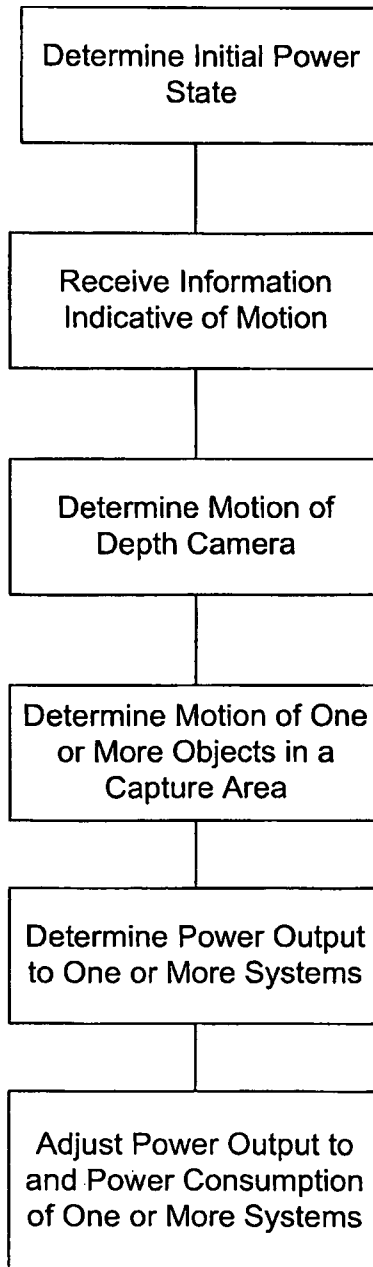 Determine Initial Power
State
Receive Information
Indicative of Motion
Determine Motion of
Depth Camera
Determine Motion of One
or More Objects in a
Capture Area
Determine Power Output
to One or More Systems
Adjust Power Output to
and Power Consumption
of One or More Systems